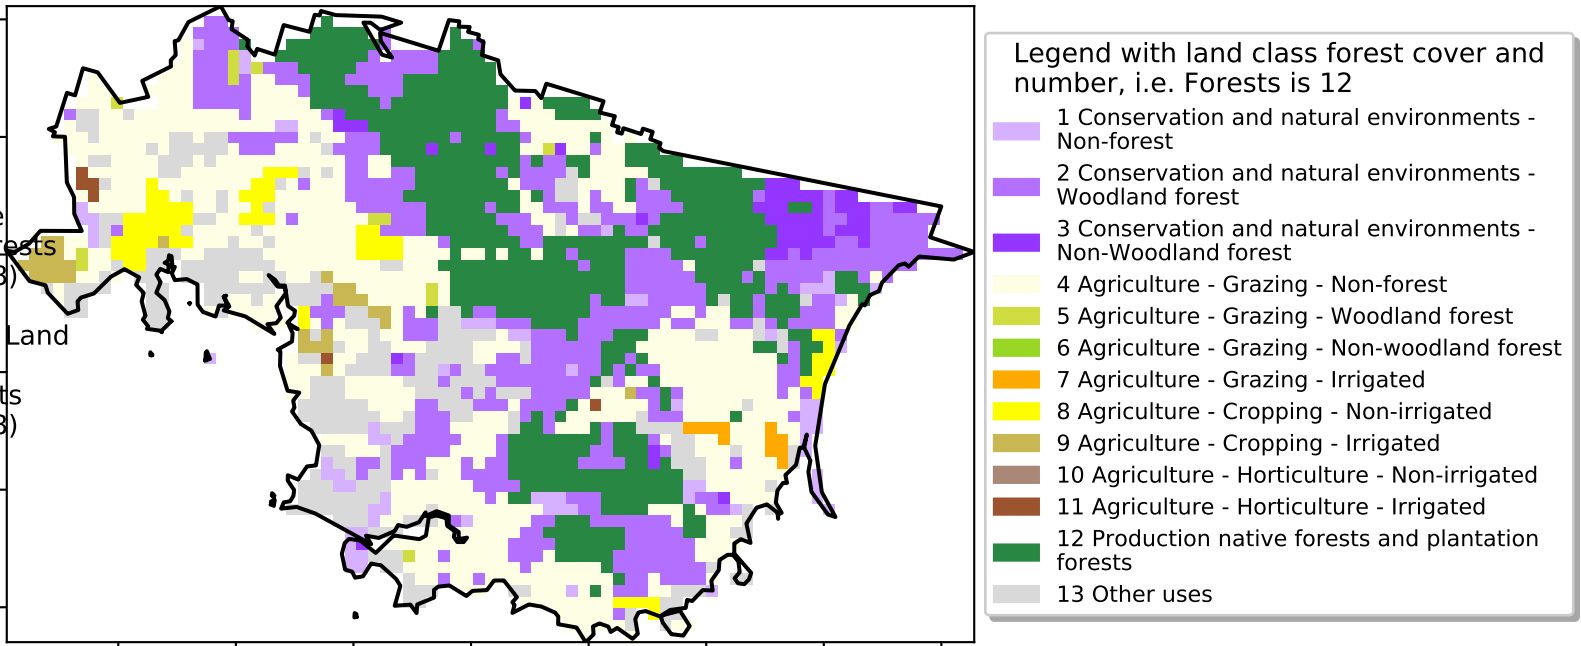 Legend with land class forest cover and
number, i.e. Forests is 12
1 Conservation and natural environments -
Non-forest
2 Conservation and natural environments -
Woodland forest
3 Conservation and natural environments -
Non-Woodland forest
4 Agriculture - Grazing - Non-forest
5 Agriculture - Grazing - Woodland forest
6 Agriculture - Grazing - Non-woodland forest
7 Agriculture - Grazing - Irrigated
8 Agriculture - Cropping - Non-irrigated
9 Agriculture - Cropping - Irrigated
10 Agriculture - Horticulture - Non-irrigated
11 Agriculture - Horticulture - Irrigated
12 Production native forests and plantation
forests
13 Other uses
e
ests
3)
Land
ts
3)